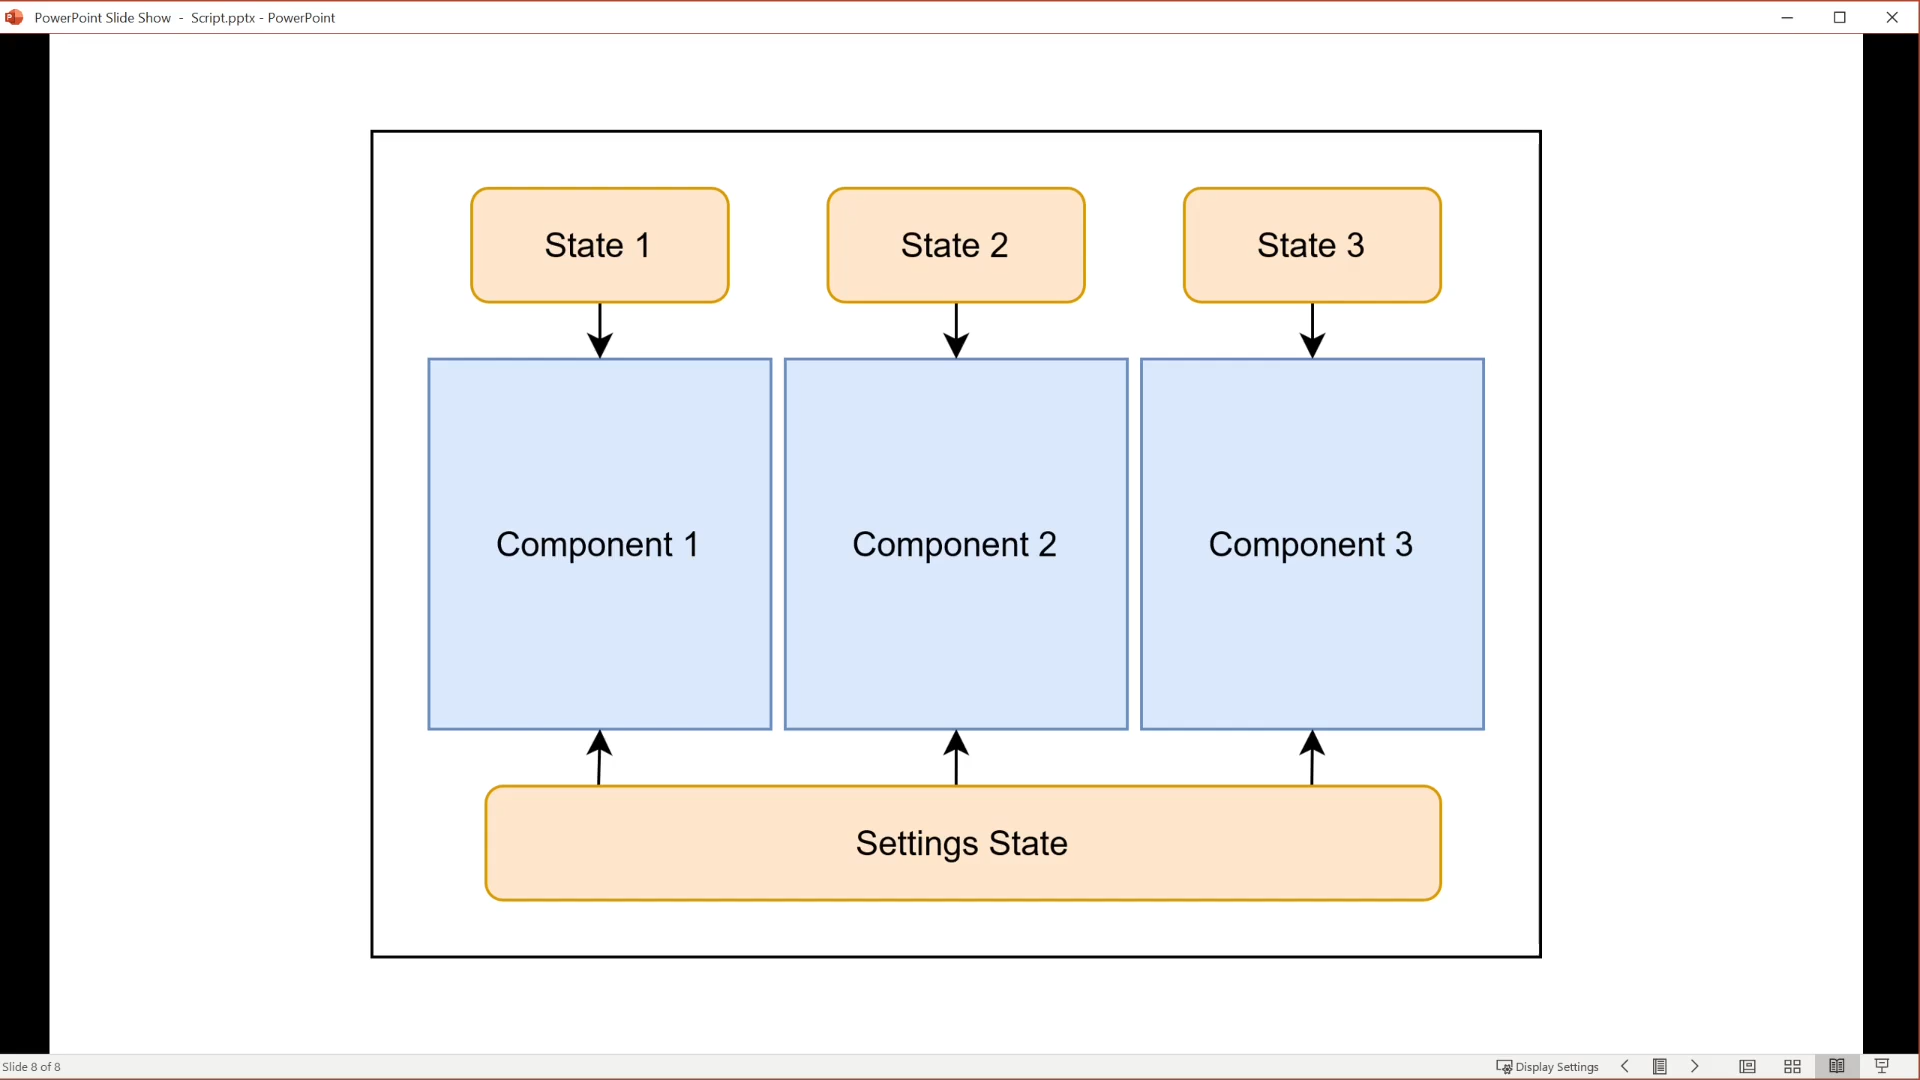 PowerPoint Slide Show - Script.pptx - PowerPoint
State 1
State 2
State 3
Component 1
Component 2
Component 3
Settings State
Slide 8 of 8
Display Settings